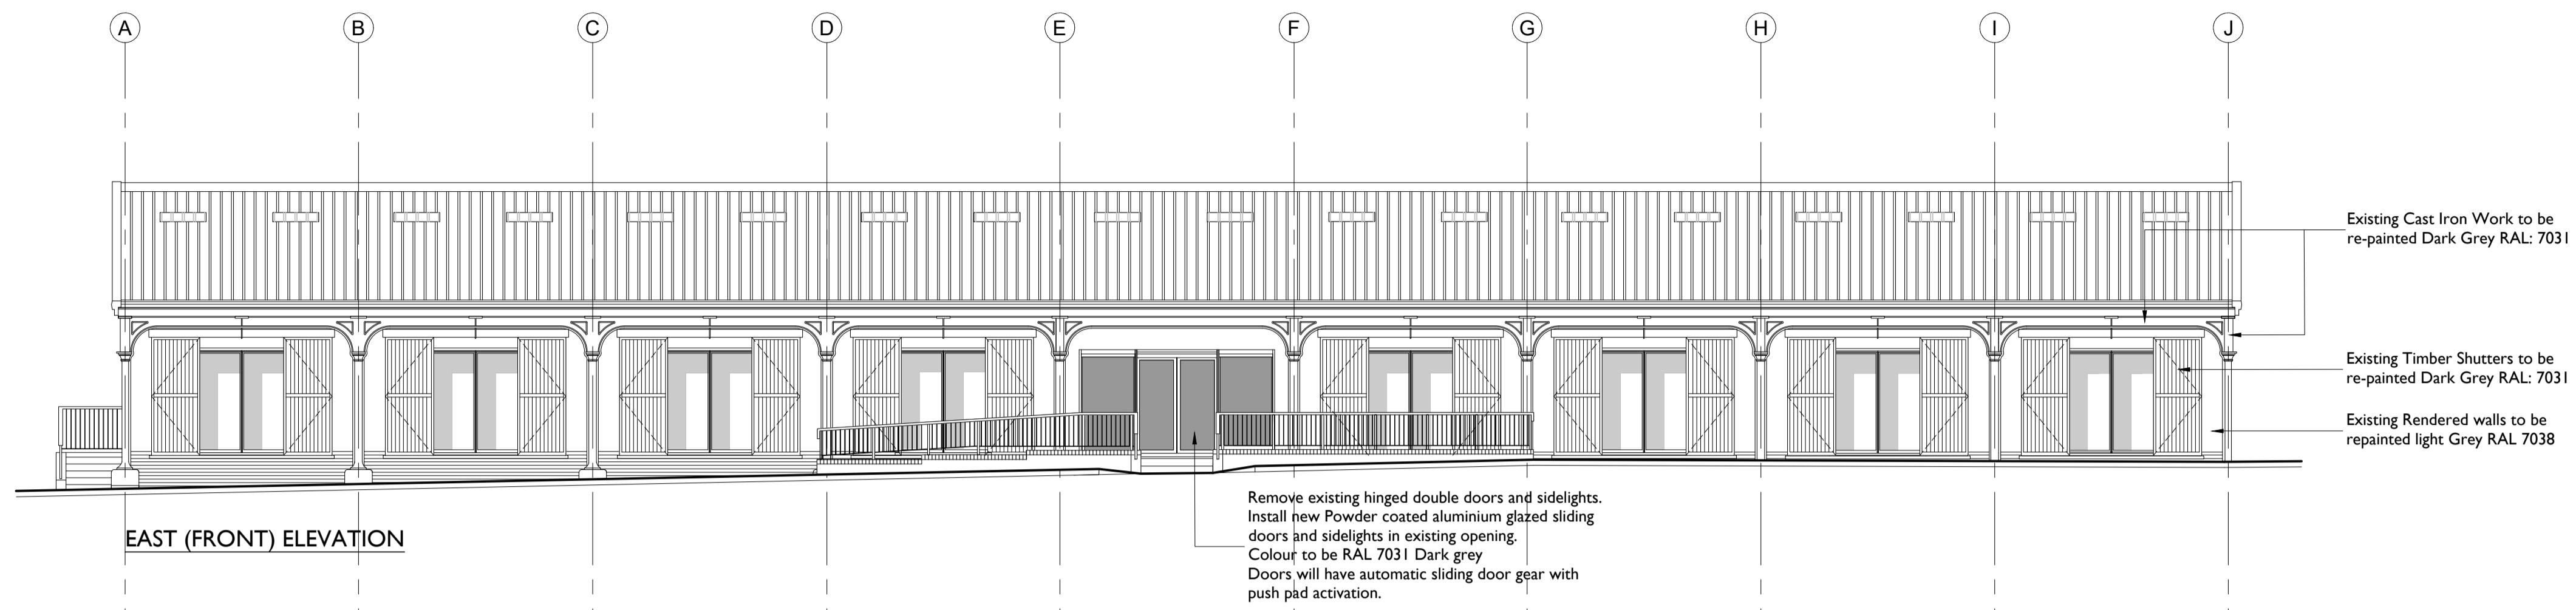 A B C D E F G H I J
Existing Cast Iron Work to be
re-painted Dark Grey RAL: 7031
Existing Timber Shutters to be
re-painted Dark Grey RAL: 7031
Existing Rendered walls to be
repainted light Grey RAL 7038
Remove existing hinged double doors and sidelights.
Install new Powder coated aluminium glazed sliding
doors and sidelights in existing opening.
Colour to be RAL 7031 Dark grey
Doors will have automatic sliding door gear with
push pad activation.
EAST (FRONT) ELEVATION